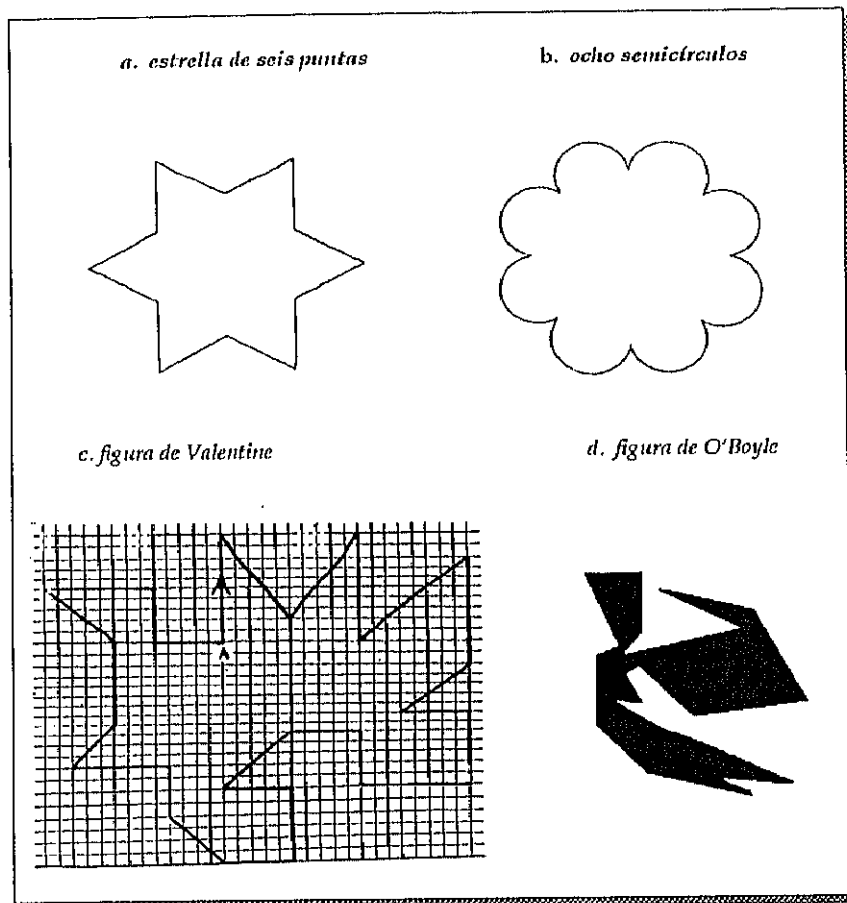 a. estrella de seis puntas
b. ocho semicírculos
c. figura de Valentine
d. figura de O'Boyle
A